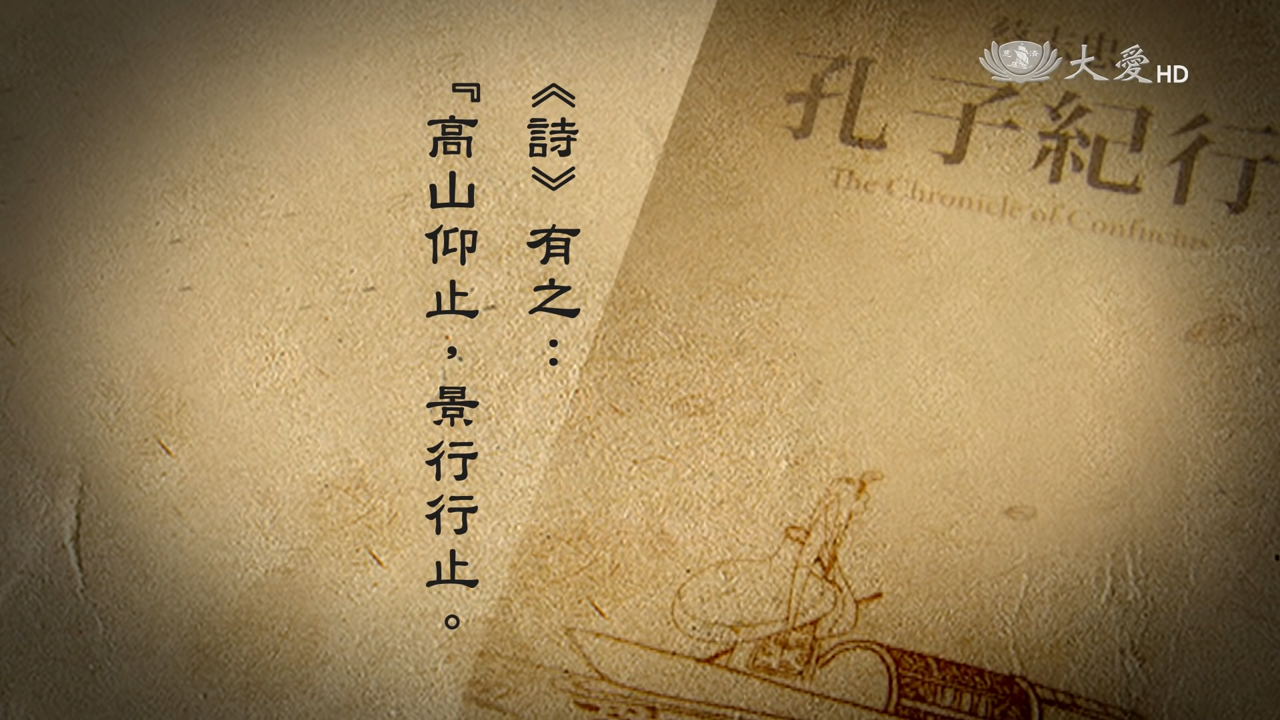 《詩》有之：
『高山仰止，景行行止。
孔子紀行
The Chronicle of Confucius
大愛HD